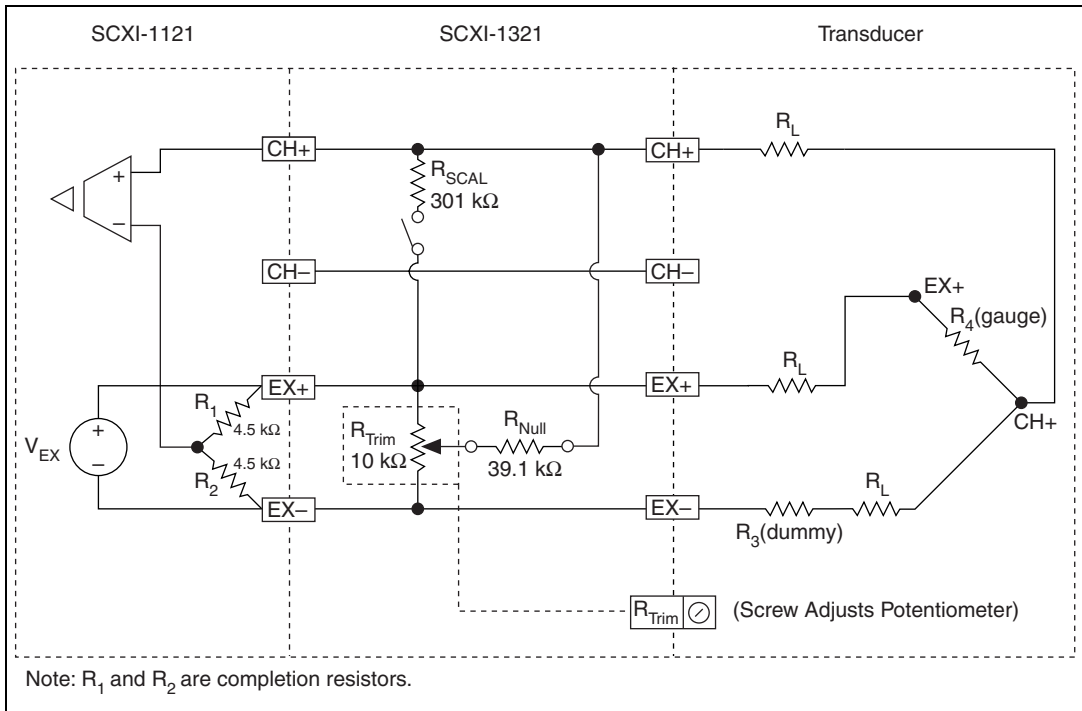 SCXI-1121
SCXI-1321
Transducer
CH+
CH+
R_L
R_SCAL
301 kΩ
+
–
CH–
CH–
EX+
R_4(gauge)
EX+
EX+
R_L
CH+
R_1
4.5 kΩ
V_EX
+
–
4.5 kΩ
R_2
R_Trim
10 kΩ
R_Null
39.1 kΩ
EX–
EX–
R_L
R_3(dummy)
R_Trim
(Screw Adjusts Potentiometer)
Note: R_1 and R_2 are completion resistors.